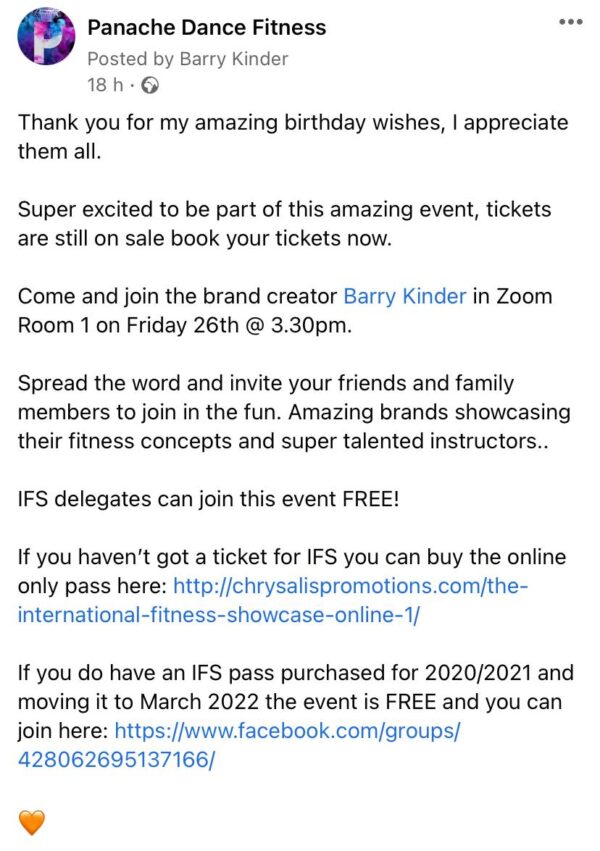 P
Panache Dance Fitness
Posted by Barry Kinder
18 h ·
Thank you for my amazing birthday wishes, I appreciate
them all.
Super excited to be part of this amazing event, tickets
are still on sale book your tickets now.
Come and join the brand creator Barry Kinder in Zoom
Room 1 on Friday 26th @ 3.30pm.
Spread the word and invite your friends and family
members to join in the fun. Amazing brands showcasing
their fitness concepts and super talented instructors..
IFS delegates can join this event FREE!
If you haven’t got a ticket for IFS you can buy the online
only pass here: http://chrysalispromotions.com/the-
international-fitness-showcase-online-1/
If you do have an IFS pass purchased for 2020/2021 and
moving it to March 2022 the event is FREE and you can
join here: https://www.facebook.com/groups/
428062695137166/
🧡